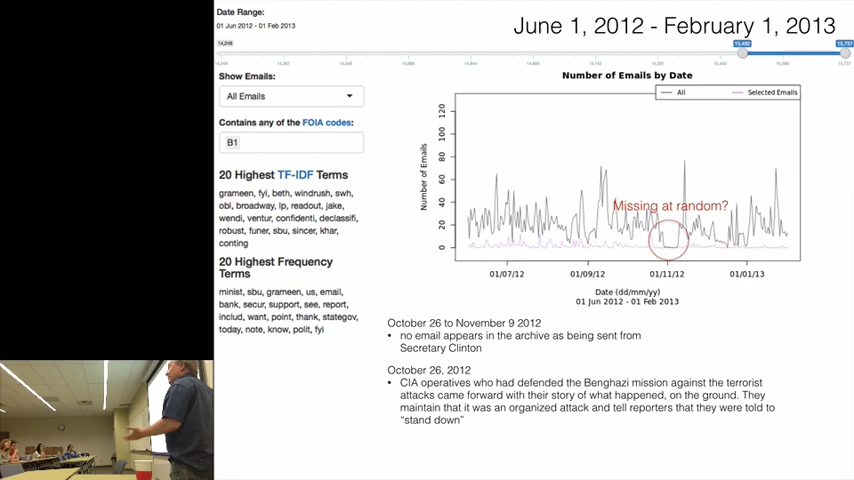 Date Range:
01 Jun 2012 - 01 Feb 2013
June 1, 2012 - February 1, 2013
Show Emails:
All Emails
Contains any of the FOIA codes:
B1
20 Highest TF-IDF Terms
grameen, fyi, beth, windrush, swh,
obl, broadway, lp, readout, jake,
wendi, ventur, confidenti, declassifi,
robust, funer, sbu, sincer, khar,
conting
20 Highest Frequency
Terms
minist, sbu, grameen, us, email,
bank, secur, support, see, report,
includ, want, point, thank, stategov,
today, note, know, polit, fyi
Number of Emails by Date
All
Selected Emails
Number of Emails
120
100
80
60
40
20
0
Missing at random?
01/07/12
01/09/12
01/11/12
01/01/13
Date (dd/mm/yy)
01 Jun 2012 - 01 Feb 2013
October 26 to November 9 2012
• no email appears in the archive as being sent from
Secretary Clinton
October 26, 2012
• CIA operatives who had defended the Benghazi mission against the terrorist
attacks came forward with their story of what happened, on the ground. They
maintain that it was an organized attack and tell reporters that they were told to
“stand down”